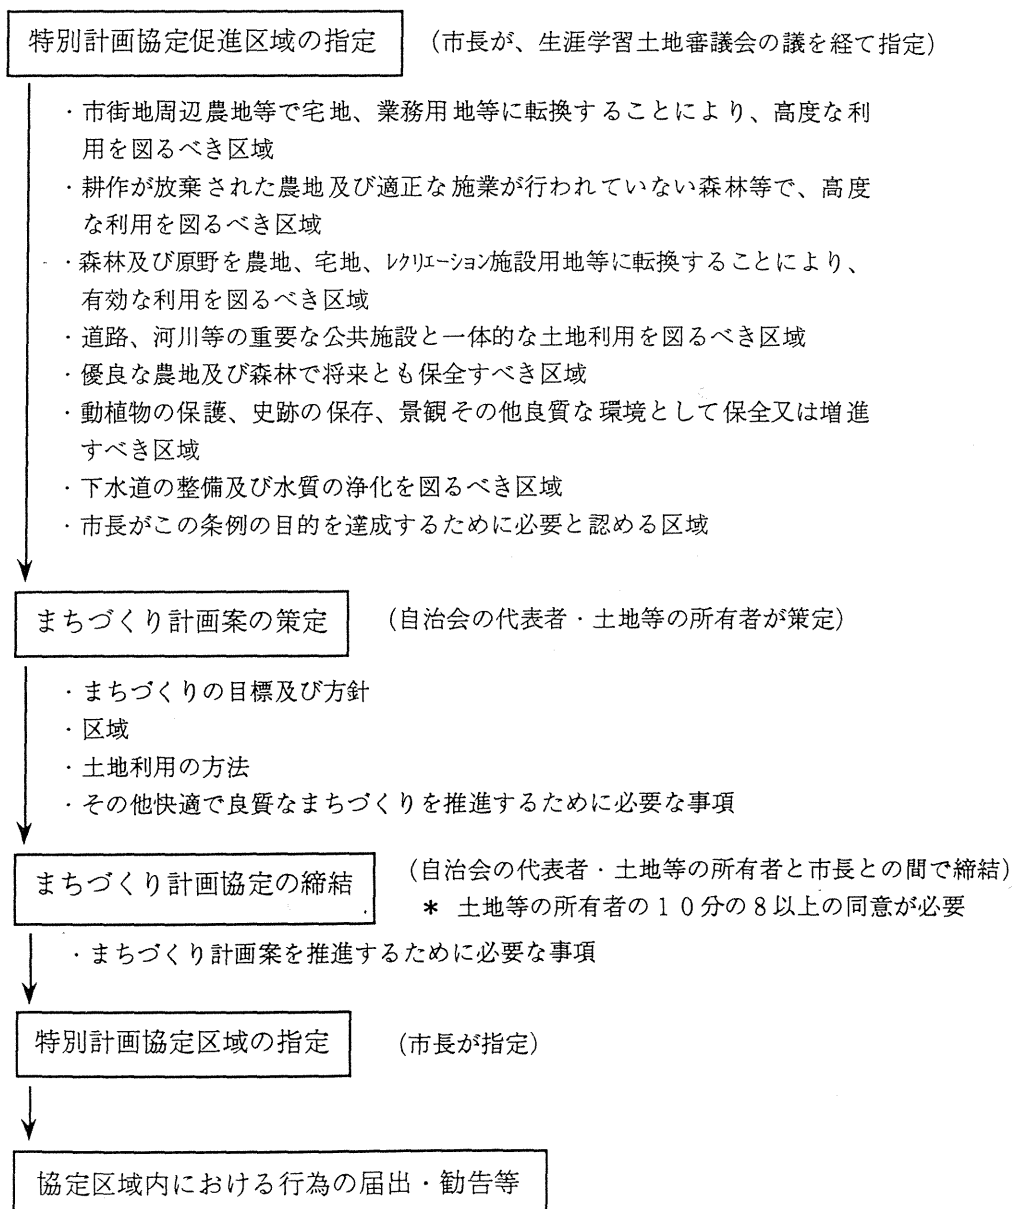 特別計画協定促進区域の指定 (市長が、生涯学習土地審議会の議を経て指定)
・市街地周辺農地等で宅地、業務用地等に転換することにより、高度な利
用を図るべき区域
・耕作が放棄された農地及び適正な施業が行われていない森林等で、高度
な利用を図るべき区域
・森林及び原野を農地、宅地、ﾚｸﾘｴｰｼｮﾝ施設用地等に転換することにより、
有効な利用を図るべき区域
・道路、河川等の重要な公共施設と一体的な土地利用を図るべき区域
・優良な農地及び森林で将来とも保全すべき区域
・動植物の保護、史跡の保存、景観その他良質な環境として保全又は増進
すべき区域
・下水道の整備及び水質の浄化を図るべき区域
・市長がこの条例の目的を達成するために必要と認める区域
まちづくり計画案の策定 (自治会の代表者・土地等の所有者が策定)
・まちづくりの目標及び方針
・区域
・土地利用の方法
・その他快適で良質なまちづくりを推進するために必要な事項
まちづくり計画協定の締結 (自治会の代表者・土地等の所有者と市長との間で締結)
＊ 土地等の所有者の１０分の８以上の同意が必要
・まちづくり計画案を推進するために必要な事項
特別計画協定区域の指定 (市長が指定)
協定区域内における行為の届出・勧告等